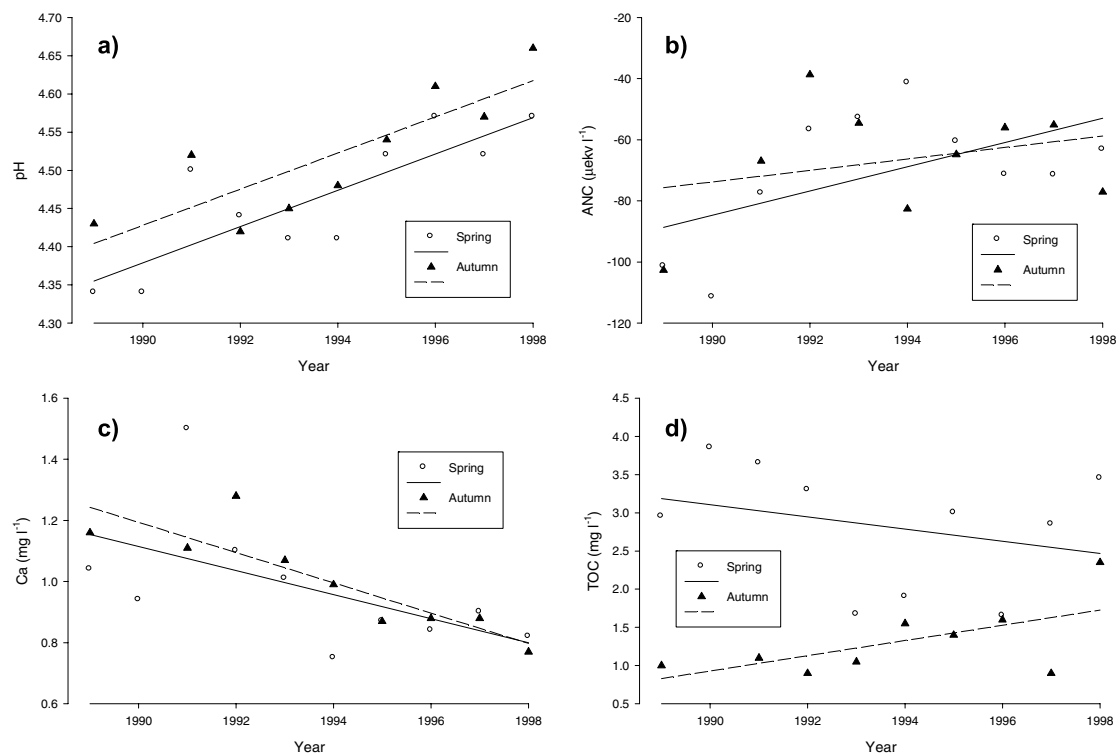 a)
pH
4.70
4.65
4.60
4.55
4.50
4.45
4.40
4.35
4.30
1990 1992 1994 1996 1998
Year
Spring
Autumn
b)
ANC (µekv l⁻¹)
-20
-40
-60
-80
-100
-120
1990 1992 1994 1996 1998
Year
Spring
Autumn
c)
Ca (mg l⁻¹)
1.6
1.4
1.2
1.0
0.8
0.6
1990 1992 1994 1996 1998
Year
Spring
Autumn
d)
TOC (mg l⁻¹)
4.5
4.0
3.5
3.0
2.5
2.0
1.5
1.0
0.5
1990 1992 1994 1996 1998
Year
Spring
Autumn